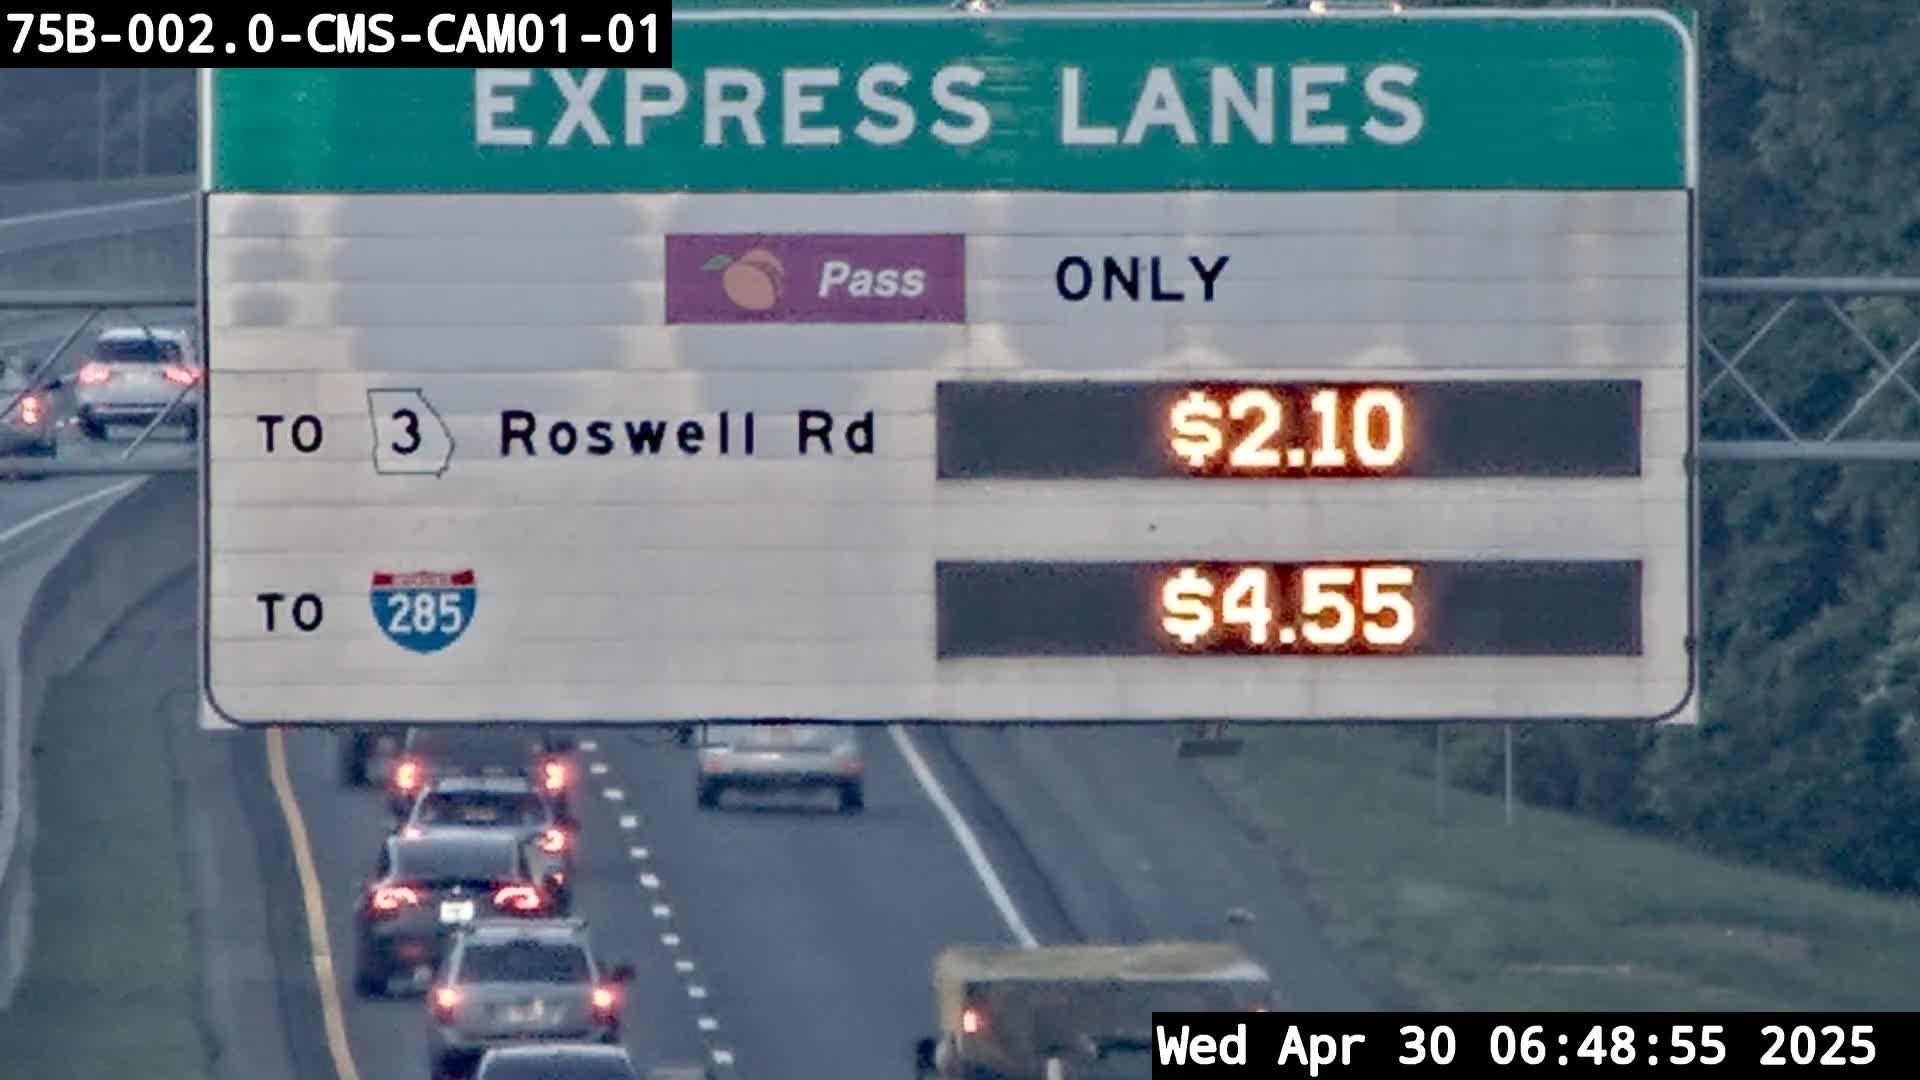 75B-002.0-CMS-CAM01-01
EXPRESS LANES
Pass ONLY
TO 3 Roswell Rd $2.10
TO 285 $4.55
Wed Apr 30 06:48:55 2025